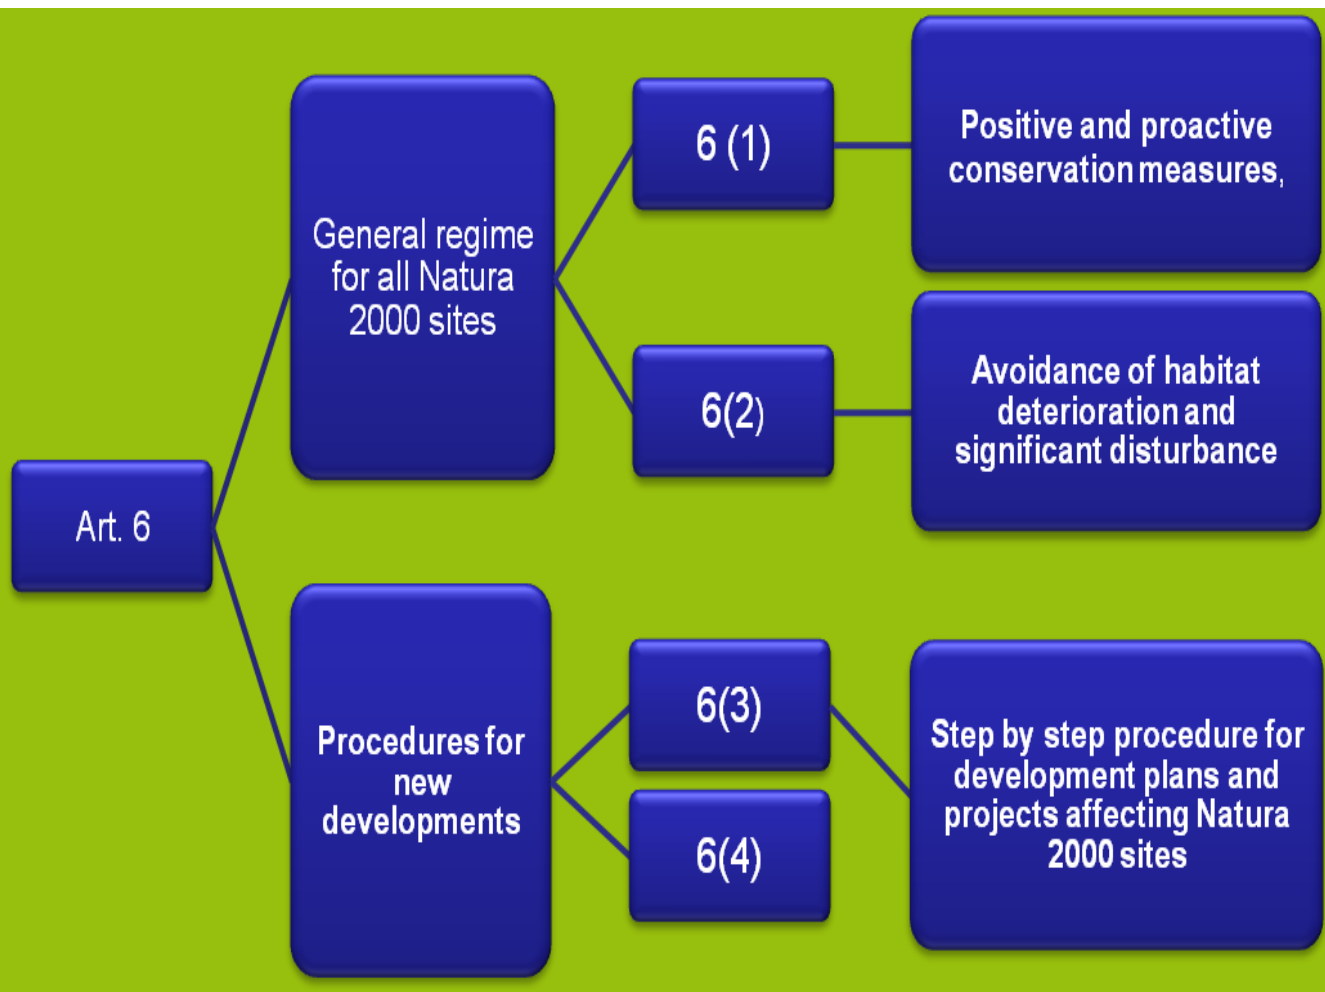 Art. 6
General regime
for all Natura
2000 sites
6 (1)
Positive and proactive
conservation measures,
6(2)
Avoidance of habitat
deterioration and
significant disturbance
Procedures for
new
developments
6(3)
6(4)
Step by step procedure for
development plans and
projects affecting Natura
2000 sites